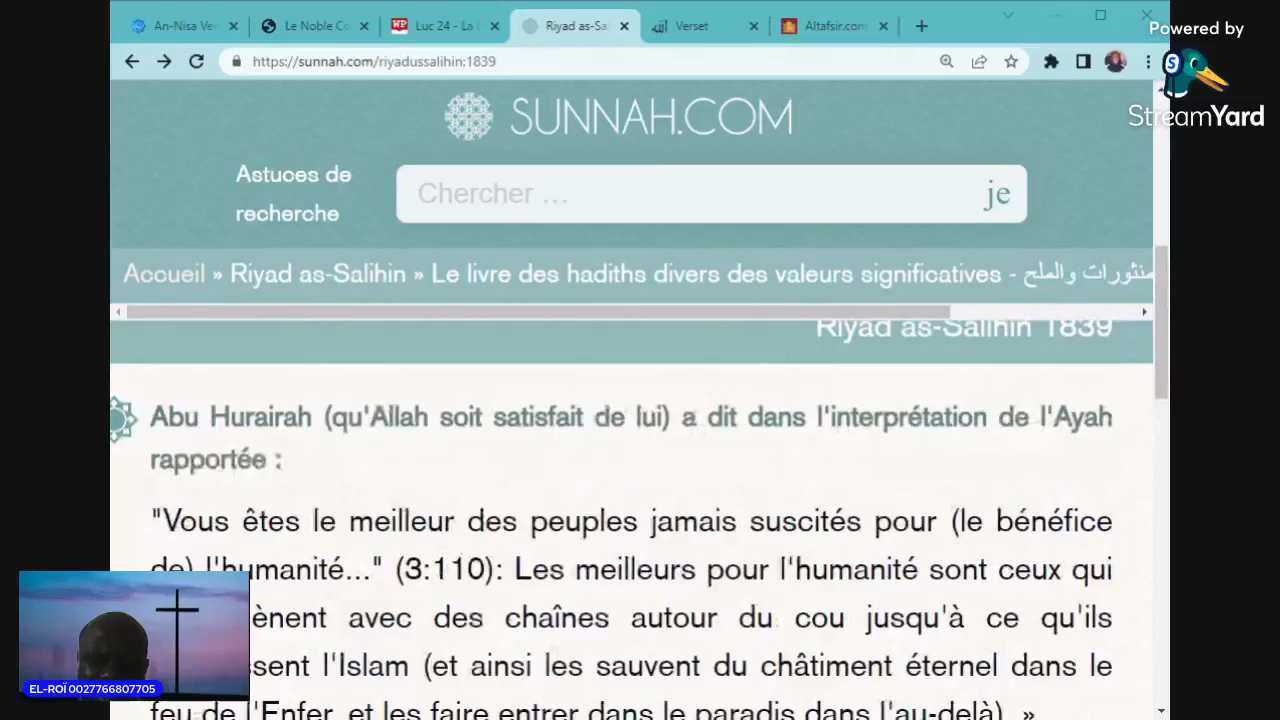 An-Nisa Ve
Le Noble Co
Luc 24 - La
Riyad as-Sa
Verset
Altafsir.com
Powered by
https://sunnah.com/riyadussalihin:1839
StreamYard
SUNNAH.COM
Astuces de
recherche
Chercher ...
je
Accueil » Riyad as-Salihin » Le livre des hadiths divers des valeurs significatives - المنثورات والملح
Riyad as-Salihin 1839
Abu Hurairah (qu'Allah soit satisfait de lui) a dit dans l'interprétation de l'Ayah
rapportée :
"Vous êtes le meilleur des peuples jamais suscités pour (le bénéfice
de) l'humanité..." (3:110): Les meilleurs pour l'humanité sont ceux qui
ènent avec des chaînes autour du cou jusqu'à ce qu'ils
ssent l'Islam (et ainsi les sauvent du châtiment éternel dans le
feu de l'Enfer, et les faire entrer dans le paradis dans l'au-delà). »
EL-ROÏ 0027766807705